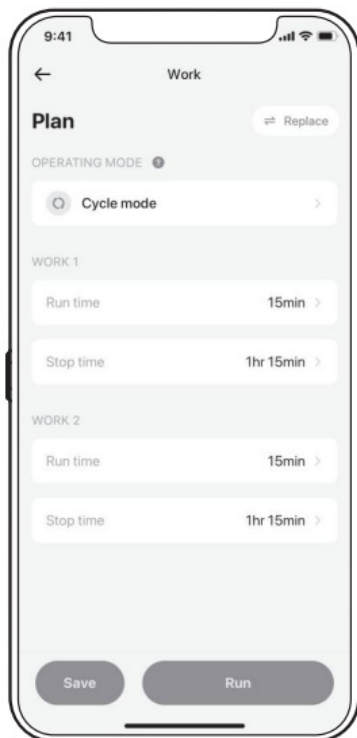 9:41
Work
Plan
Replace
OPERATING MODE ?
Cycle mode
WORK 1
Run time 15min
Stop time 1hr 15min
WORK 2
Run time 15min
Stop time 1hr 15min
Save Run